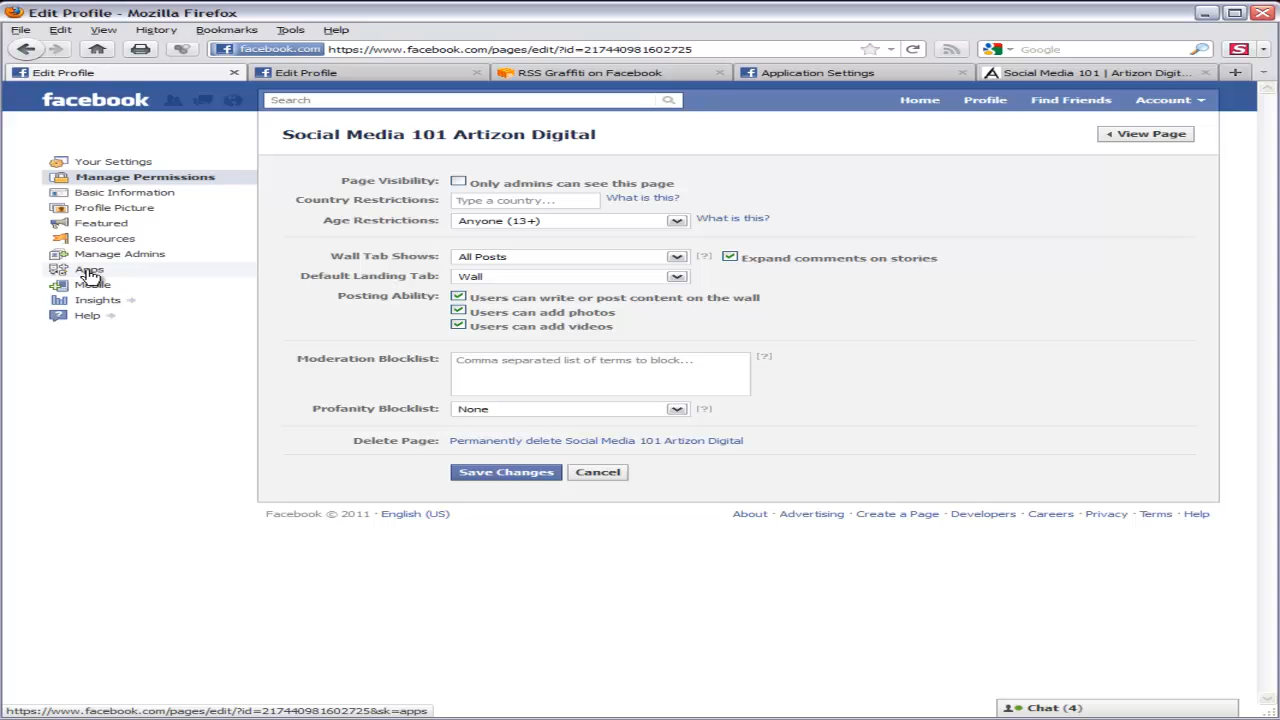 Edit Profile - Mozilla Firefox
File Edit View History Bookmarks Tools Help
facebook.com https://www.facebook.com/pages/edit/?id=217440981602725 Google S
Edit Profile Edit Profile RSS Graffiti on Facebook Application Settings Social Media 101 | Artizon Digit...
facebook Search Home Profile Find Friends Account
Social Media 101 Artizon Digital View Page
Your Settings
Manage Permissions
Basic Information
Profile Picture
Featured
Resources
Manage Admins
Apps
Mobile
Insights
Help
Page Visibility: Only admins can see this page
Country Restrictions: Type a country... What is this?
Age Restrictions: Anyone (13+) What is this?
Wall Tab Shows: All Posts [?] Expand comments on stories
Default Landing Tab: Wall
Posting Ability: Users can write or post content on the wall
Users can add photos
Users can add videos
Moderation Blocklist: Comma separated list of terms to block... [?]
Profanity Blocklist: None [?]
Delete Page: Permanently delete Social Media 101 Artizon Digital
Save Changes Cancel
Facebook © 2011 · English (US) About · Advertising · Create a Page · Developers · Careers · Privacy · Terms · Help
https://www.facebook.com/pages/edit/?id=217440981602725&sk=apps Chat (4)